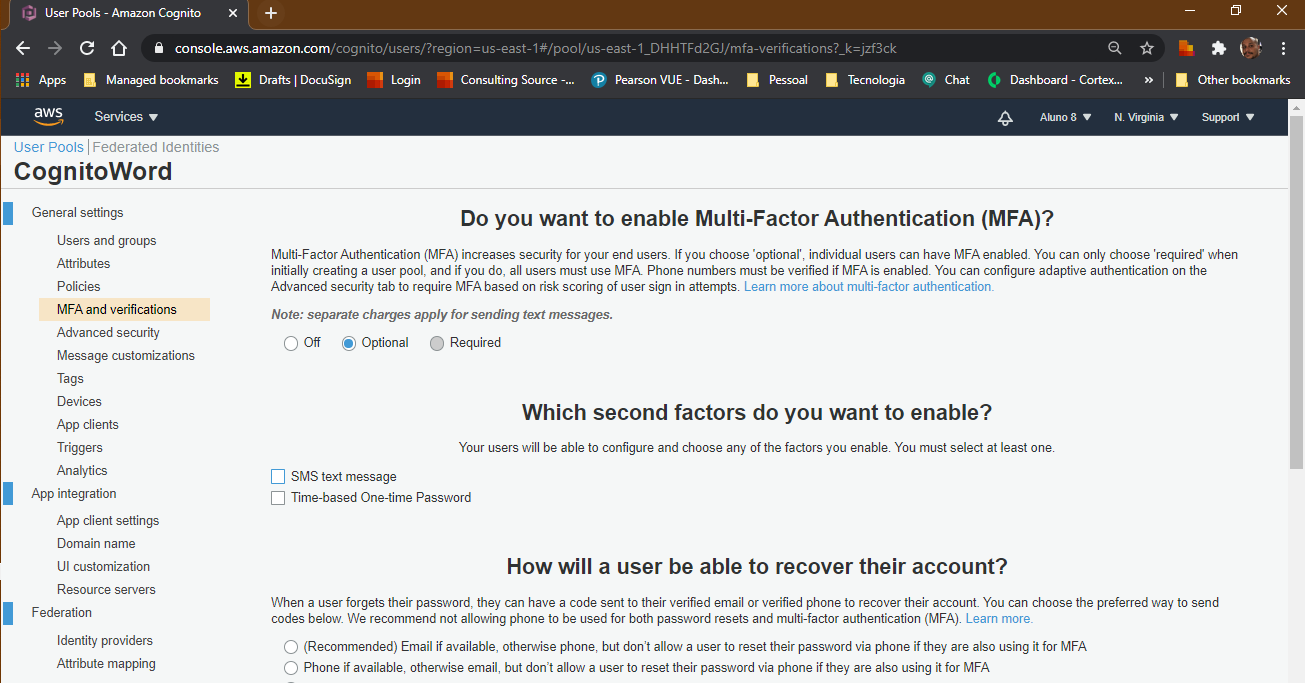 User Pools - Amazon Cognito
console.aws.amazon.com/cognito/users/?region=us-east-1#/pool/us-east-1_DHHTFd2GJ/mfa-verifications?_k=jzf3ck
Apps Managed bookmarks Drafts | DocuSign Login Consulting Source -... Pearson VUE - Dash... Pessoal Tecnologia Chat Dashboard - Cortex... » Other bookmarks
aws Services Aluno 8 N. Virginia Support
User Pools | Federated Identities
CognitoWord
General settings
Users and groups
Attributes
Policies
MFA and verifications
Advanced security
Message customizations
Tags
Devices
App clients
Triggers
Analytics
App integration
App client settings
Domain name
UI customization
Resource servers
Federation
Identity providers
Attribute mapping
Do you want to enable Multi-Factor Authentication (MFA)?
Multi-Factor Authentication (MFA) increases security for your end users. If you choose 'optional', individual users can have MFA enabled. You can only choose 'required' when
initially creating a user pool, and if you do, all users must use MFA. Phone numbers must be verified if MFA is enabled. You can configure adaptive authentication on the
Advanced security tab to require MFA based on risk scoring of user sign in attempts. Learn more about multi-factor authentication.
Note: separate charges apply for sending text messages.
Off Optional Required
Which second factors do you want to enable?
Your users will be able to configure and choose any of the factors you enable. You must select at least one.
SMS text message
Time-based One-time Password
How will a user be able to recover their account?
When a user forgets their password, they can have a code sent to their verified email or verified phone to recover their account. You can choose the preferred way to send
codes below. We recommend not allowing phone to be used for both password resets and multi-factor authentication (MFA). Learn more.
(Recommended) Email if available, otherwise phone, but don't allow a user to reset their password via phone if they are also using it for MFA
Phone if available, otherwise email, but don't allow a user to reset their password via phone if they are also using it for MFA